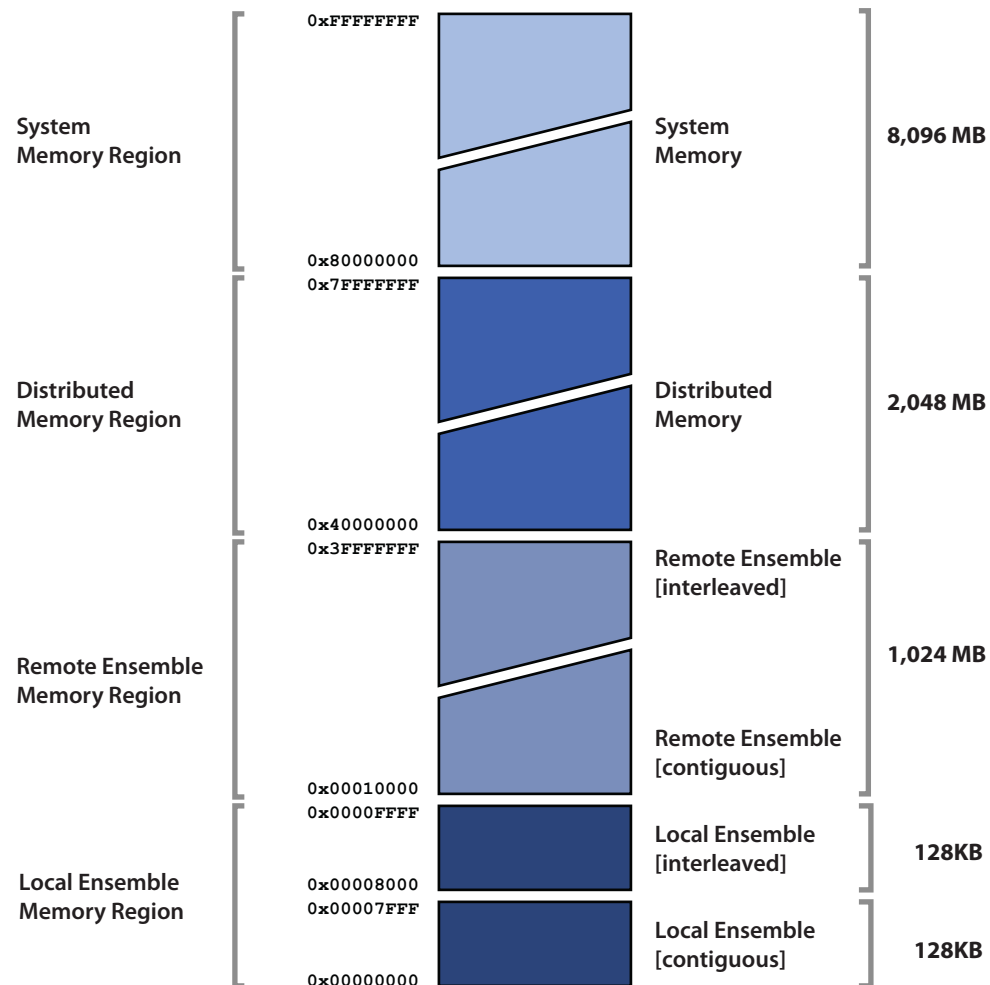 0xFFFFFFFF
System
Memory Region
System
Memory
8,096 MB
0x80000000
0x7FFFFFFF
Distributed
Memory Region
Distributed
Memory
2,048 MB
0x40000000
0x3FFFFFFF
Remote Ensemble
[interleaved]
Remote Ensemble
Memory Region
1,024 MB
Remote Ensemble
[contiguous]
0x00010000
0x0000FFFF
Local Ensemble
[interleaved]
128KB
0x00008000
Local Ensemble
Memory Region
0x00007FFF
Local Ensemble
[contiguous]
128KB
0x00000000